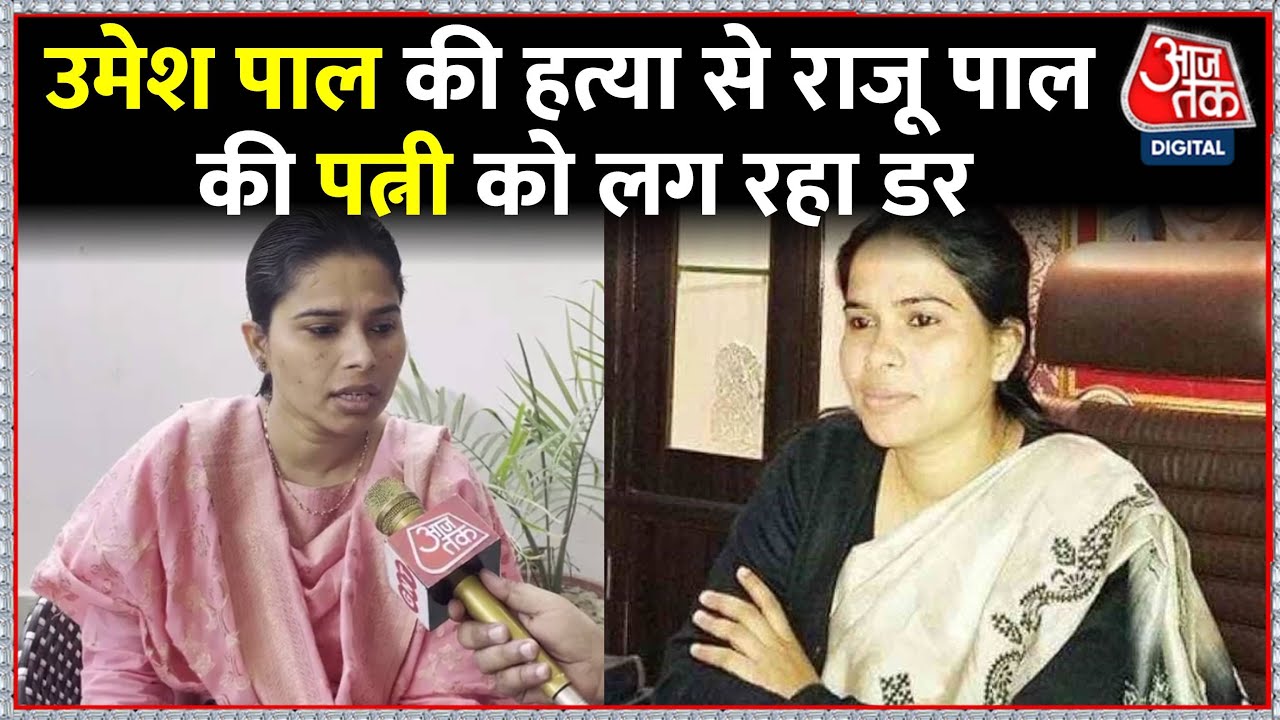 उमेश पाल की हत्या से राजू पाल
की पत्नी को लग रहा डर
आज
तक
DIGITAL
आज
तक